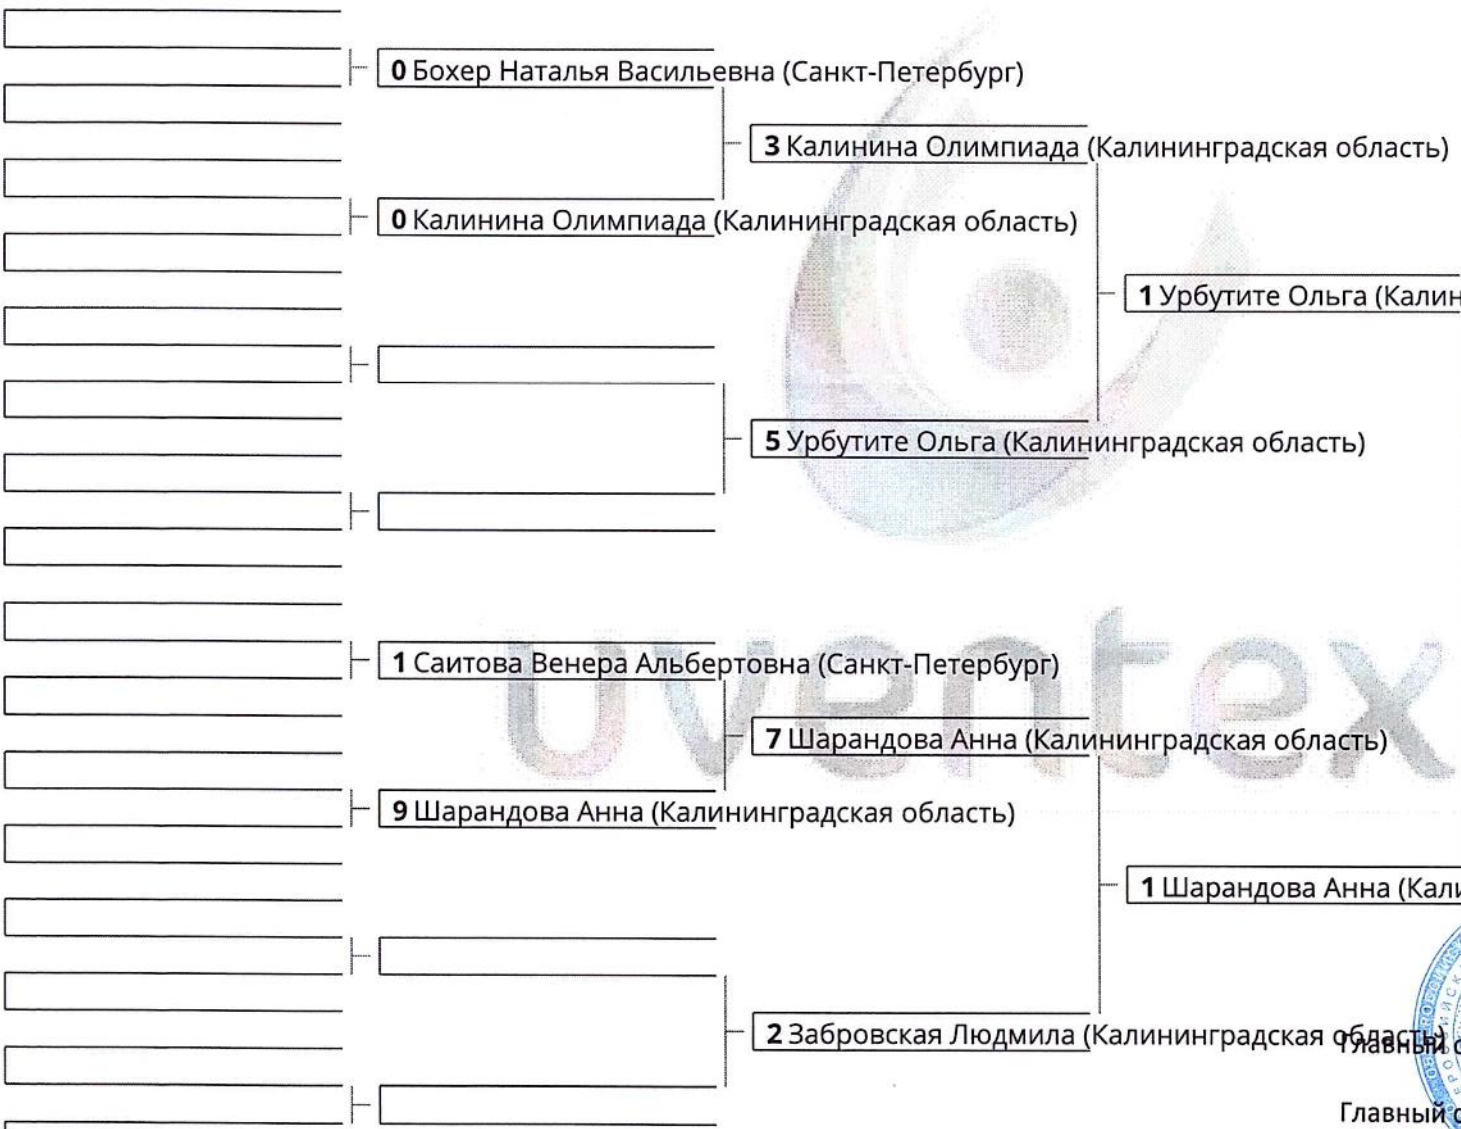 0 Бохер Наталья Васильевна (Санкт-Петербург)
3 Калинина Олимпиада (Калининградская область)
0 Калинина Олимпиада (Калининградская область)
1 Урбутите Ольга (Калин
5 Урбутите Ольга (Калининградская область)
uventex
1 Саитова Венера Альбертовна (Санкт-Петербург)
7 Шарандова Анна (Калининградская область)
9 Шарандова Анна (Калининградская область)
1 Шарандова Анна (Кали
2 Забровская Людмила (Калининградская область)
Главный с
Главный с